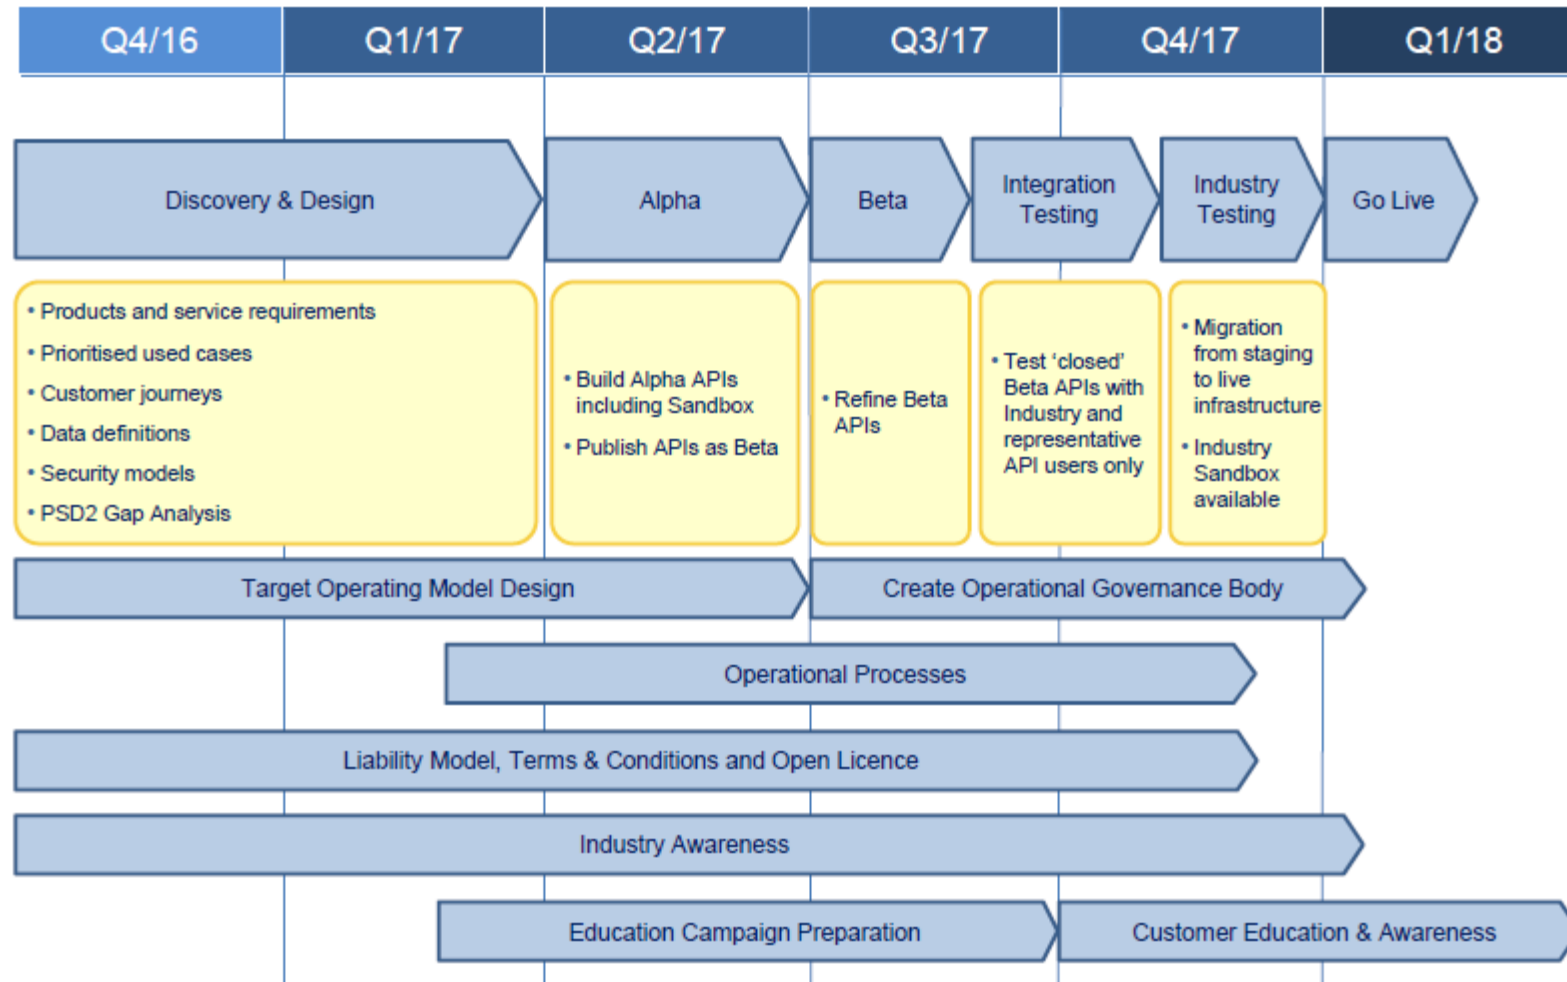 Q4/16
Q1/17
Q2/17
Q3/17
Q4/17
Q1/18
Discovery & Design
Alpha
Beta
Integration
Testing
Industry
Testing
Go Live
• Products and service requirements
• Prioritised used cases
• Customer journeys
• Data definitions
• Security models
• PSD2 Gap Analysis
• Build Alpha APIs
including Sandbox
• Publish APIs as Beta
• Refine Beta
APIs
• Test ‘closed’
Beta APIs with
Industry and
representative
API users only
• Migration
from staging
to live
infrastructure
• Industry
Sandbox
available
Target Operating Model Design
Create Operational Governance Body
Operational Processes
Liability Model, Terms & Conditions and Open Licence
Industry Awareness
Education Campaign Preparation
Customer Education & Awareness